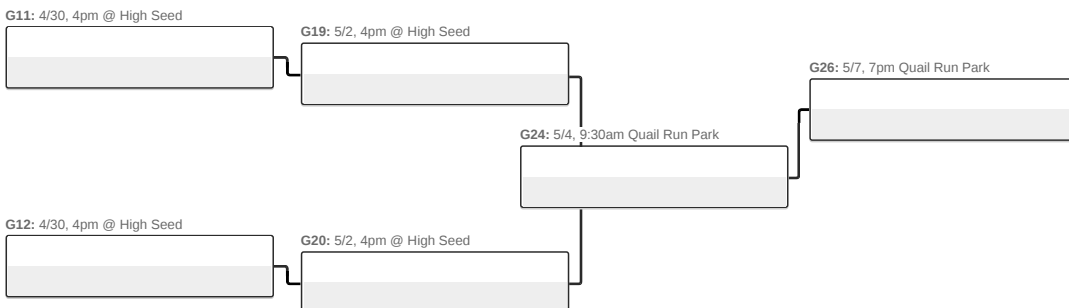 G11: 4/30, 4pm @ High Seed
G19: 5/2, 4pm @ High Seed
G26: 5/7, 7pm Quail Run Park
G24: 5/4, 9:30am Quail Run Park
G12: 4/30, 4pm @ High Seed
G20: 5/2, 4pm @ High Seed